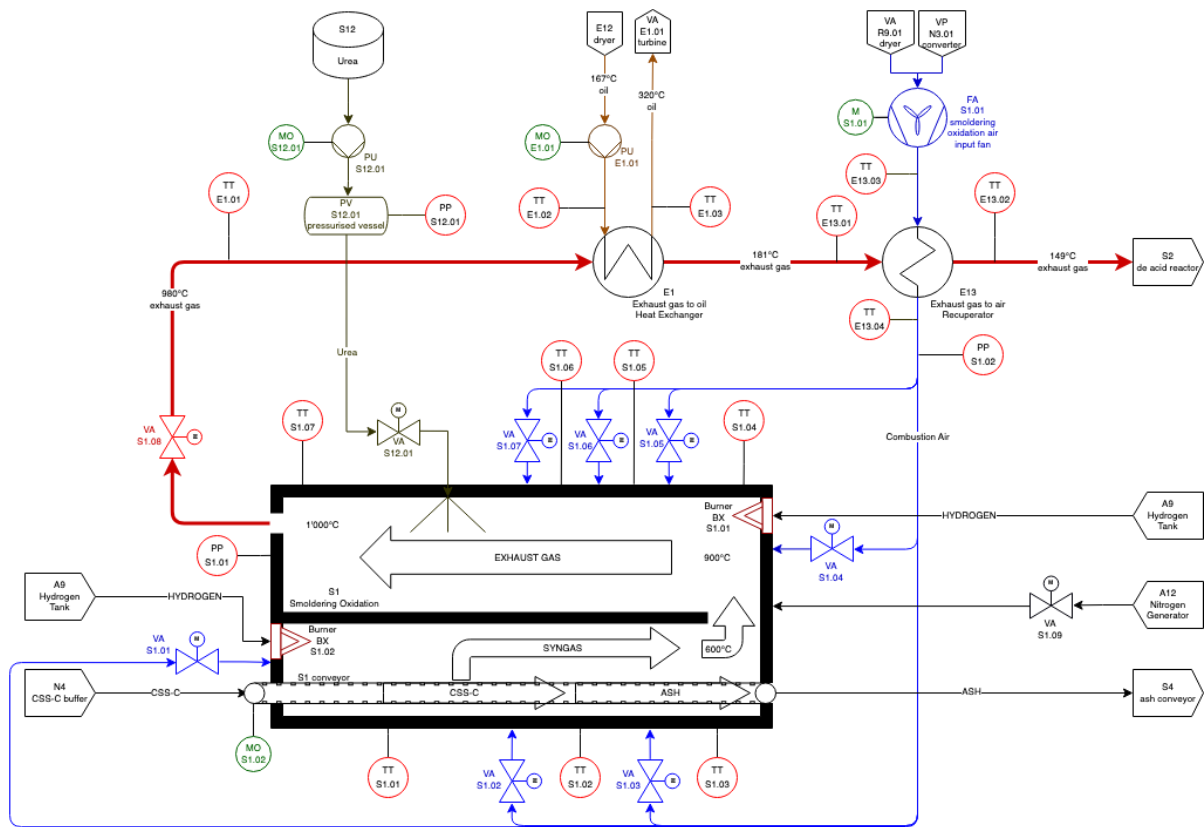 S12
Urea
E12
dryer
VA
E1.01
turbine
VA
R9.01
dryer
VP
N3.01
converter
167°C
oil
320°C
oil
MO
S12.01
PU
S12.01
MO
E1.01
PU
E1.01
M
S1.01
FA
S1.01
smoldering
oxidation air
input fan
TT
E1.01
PV
S12.01
pressurised vessel
PP
S12.01
TT
E1.02
TT
E1.03
TT
E13.03
TT
E13.01
TT
E13.02
980°C
exhaust gas
181°C
exhaust gas
149°C
exhaust gas
S2
de acid reactor
E1
Exhaust gas to oil
Heat Exchanger
E13
Exhaust gas to air
Recuperator
TT
E13.04
PP
S1.02
Urea
TT
S1.06
TT
S1.05
VA
S1.08
E
TT
S1.07
M
VA
S12.01
VA
S1.07
E
VA
S1.06
E
VA
S1.05
E
TT
S1.04
Combustion Air
1'000°C
Burner
BX
S1.01
HYDROGEN
A9
Hydrogen
Tank
PP
S1.01
EXHAUST GAS
900°C
M
VA
S1.04
S1
Smoldering Oxidation
A9
Hydrogen
Tank
HYDROGEN
Burner
BX
S1.02
M
VA
S1.09
A12
Nitrogen
Generator
VA
S1.01
M
SYNGAS
600°C
N4
CSS-C buffer
CSS-C
S1 conveyor
CSS-C
ASH
ASH
S4
ash conveyor
MO
S1.02
TT
S1.01
VA
S1.02
E
TT
S1.02
VA
S1.03
E
TT
S1.03